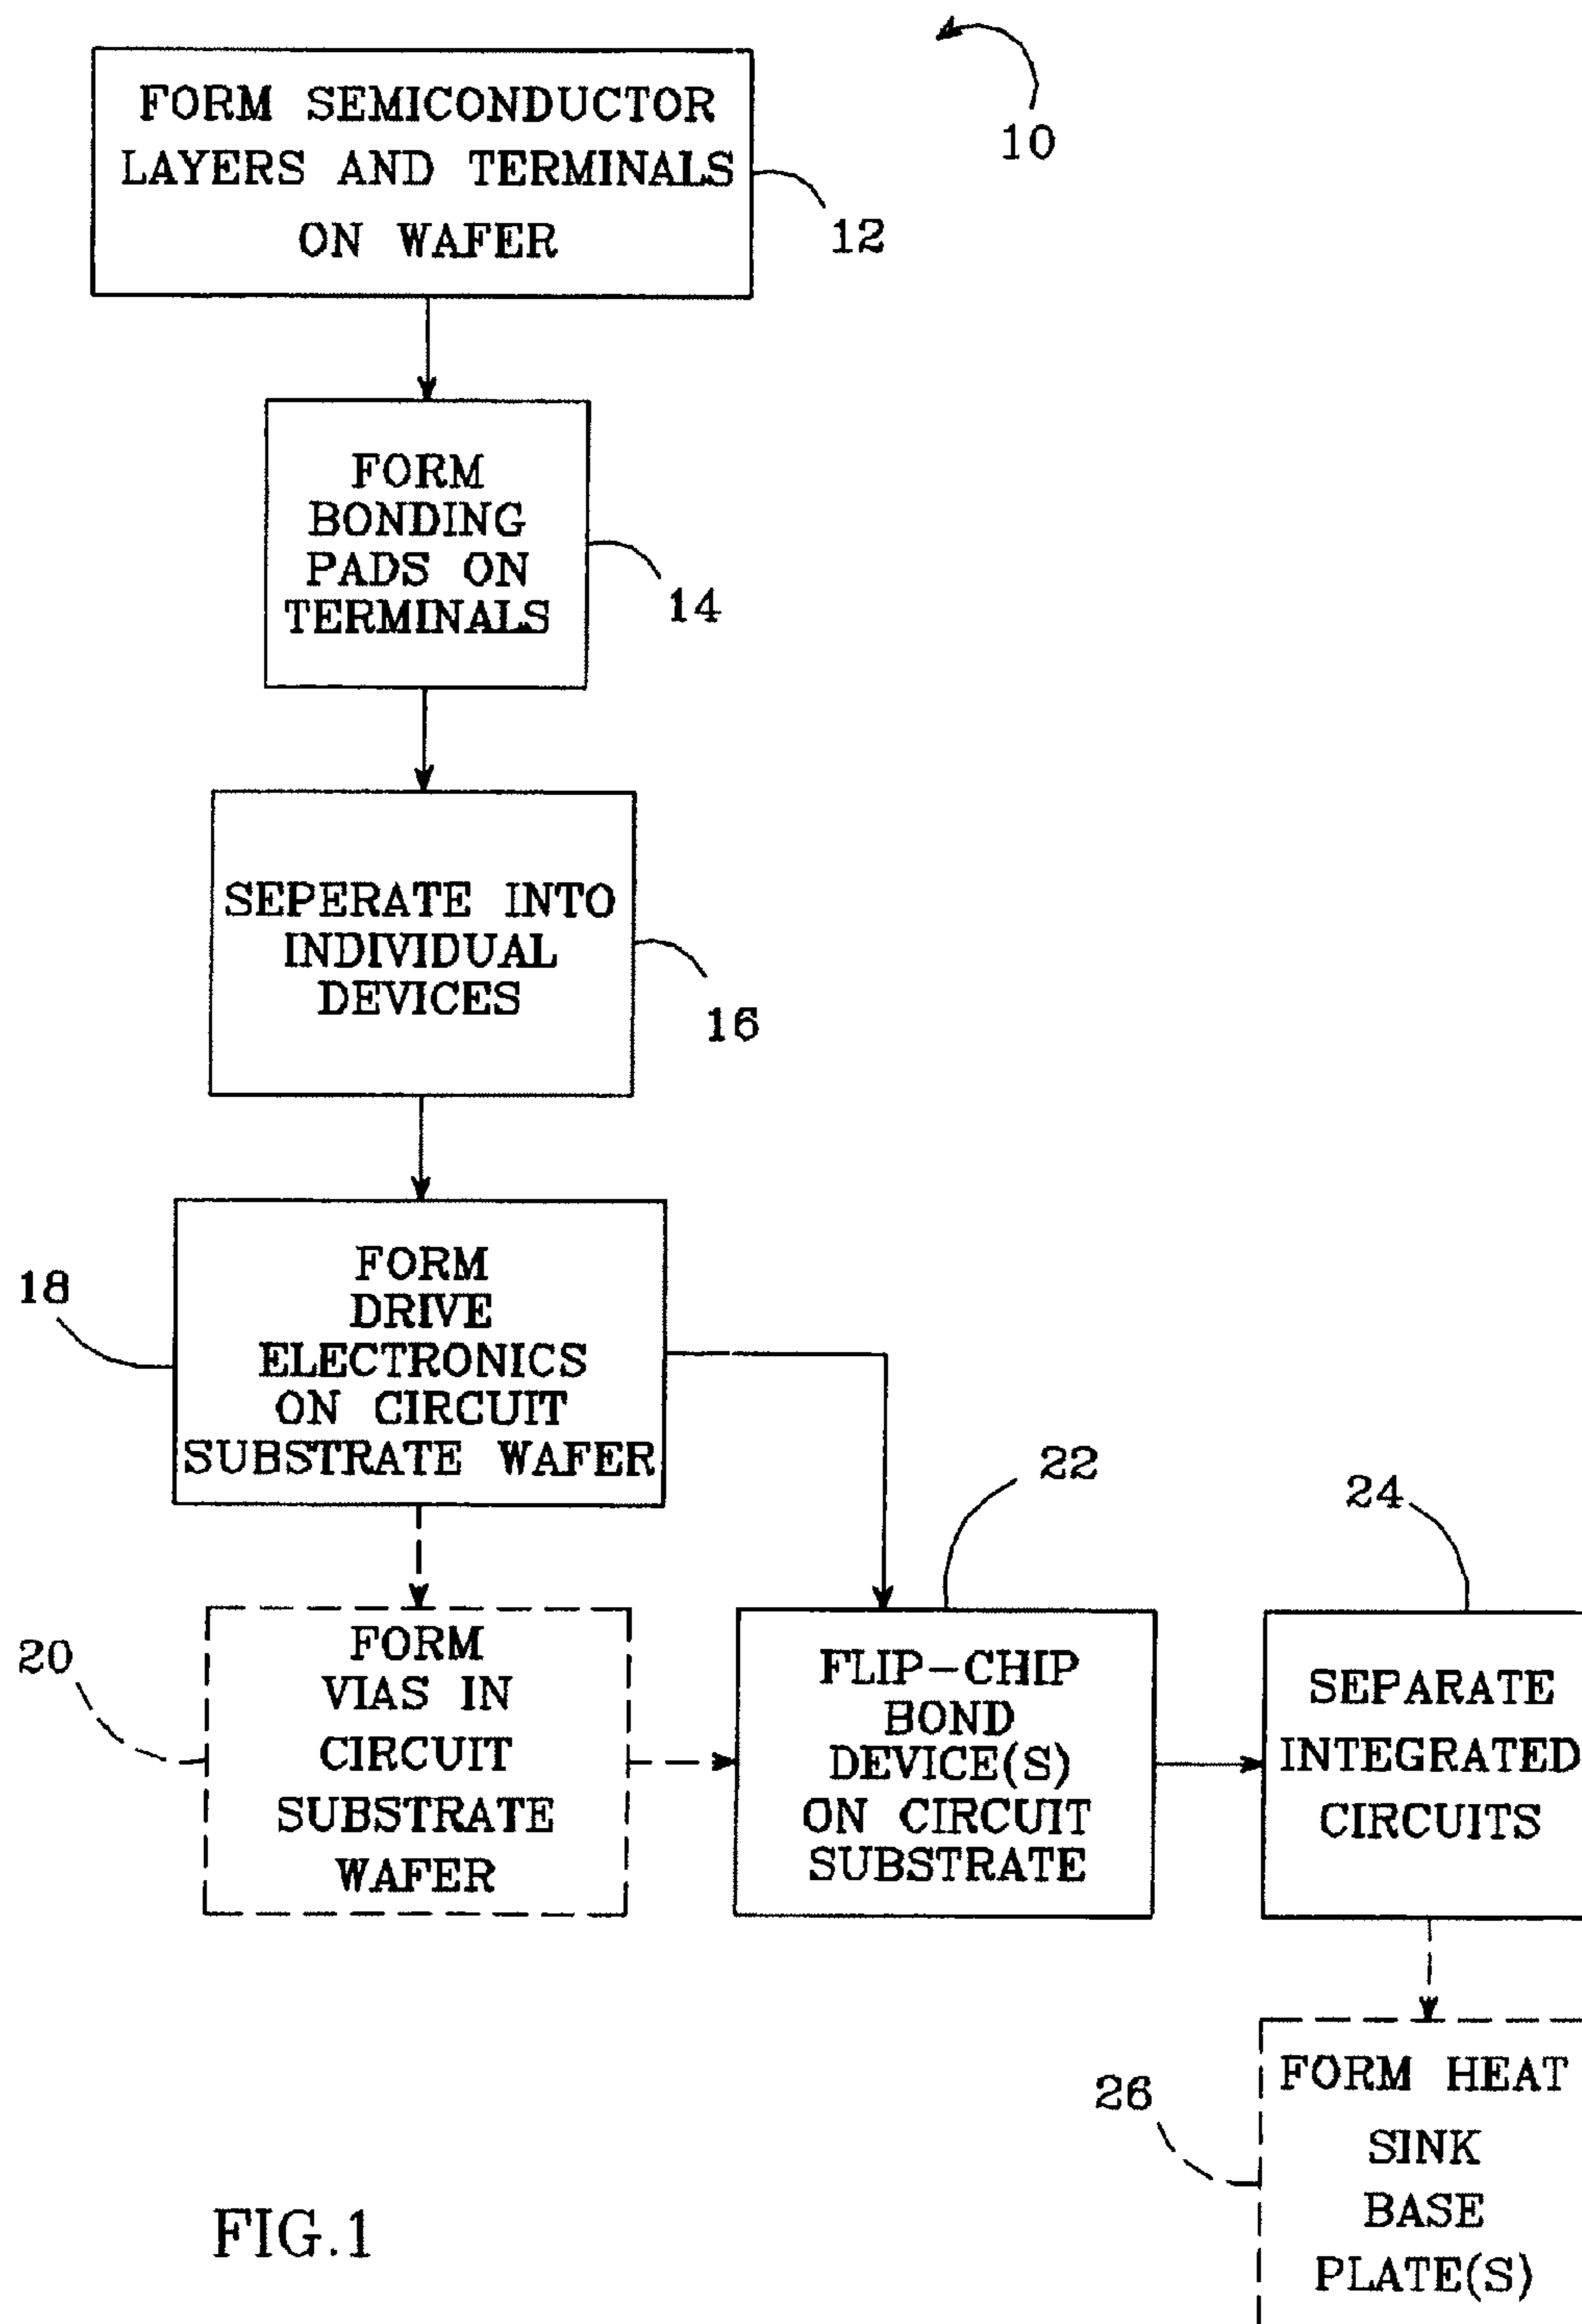 10
FORM SEMICONDUCTOR
LAYERS AND TERMINALS
ON WAFER
12
FORM
BONDING
PADS ON
TERMINALS
14
SEPERATE INTO
INDIVIDUAL
DEVICES
16
18
FORM
DRIVE
ELECTRONICS
ON CIRCUIT
SUBSTRATE WAFER
20
FORM
VIAS IN
CIRCUIT
SUBSTRATE
WAFER
22
FLIP-CHIP
BOND
DEVICE(S)
ON CIRCUIT
SUBSTRATE
24
SEPARATE
INTEGRATED
CIRCUITS
26
FORM HEAT
SINK
BASE
PLATE(S)
FIG.1